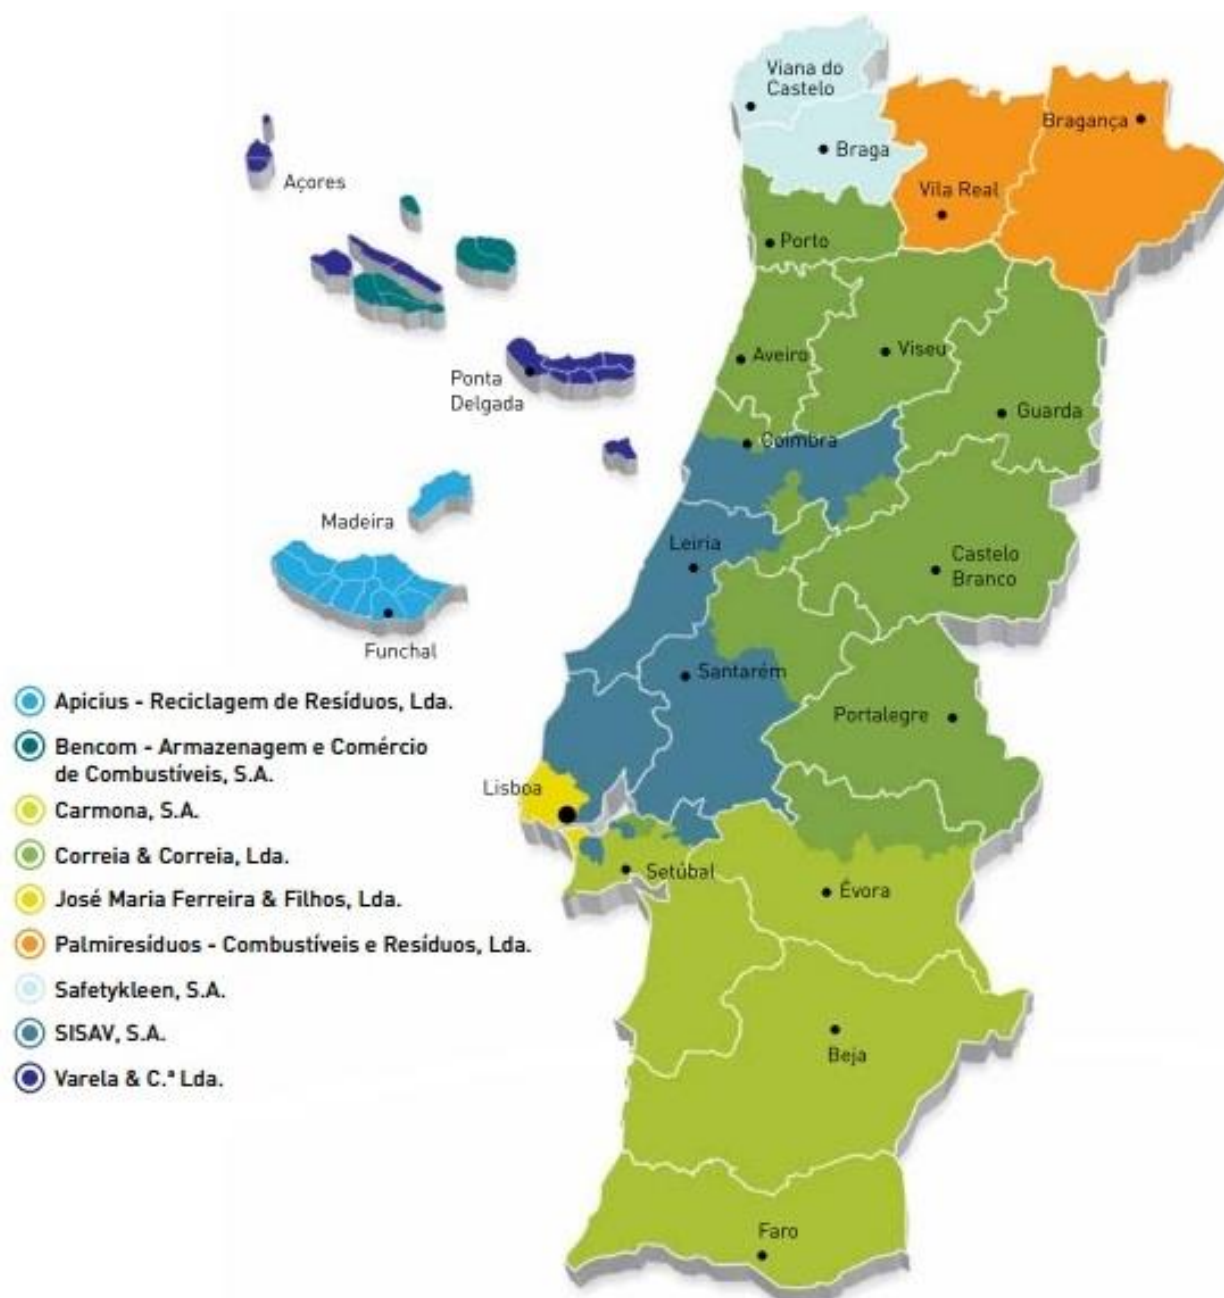 Viana do
Castelo
Bragança
Braga
Açores
Vila Real
Porto
Aveiro
Viseu
Ponta
Delgada
Guarda
Coimbra
Madeira
Leiria
Castelo
Branco
Funchal
Santarém
Portalegre
Lisboa
Setúbal
Évora
Beja
Faro
Apicius - Reciclagem de Resíduos, Lda.
Bencom - Armazenagem e Comércio
de Combustíveis, S.A.
Carmona, S.A.
Correia & Correia, Lda.
José Maria Ferreira & Filhos, Lda.
Palmiresíduos - Combustíveis e Resíduos, Lda.
Safetykleen, S.A.
SISAV, S.A.
Varela & C.ª Lda.